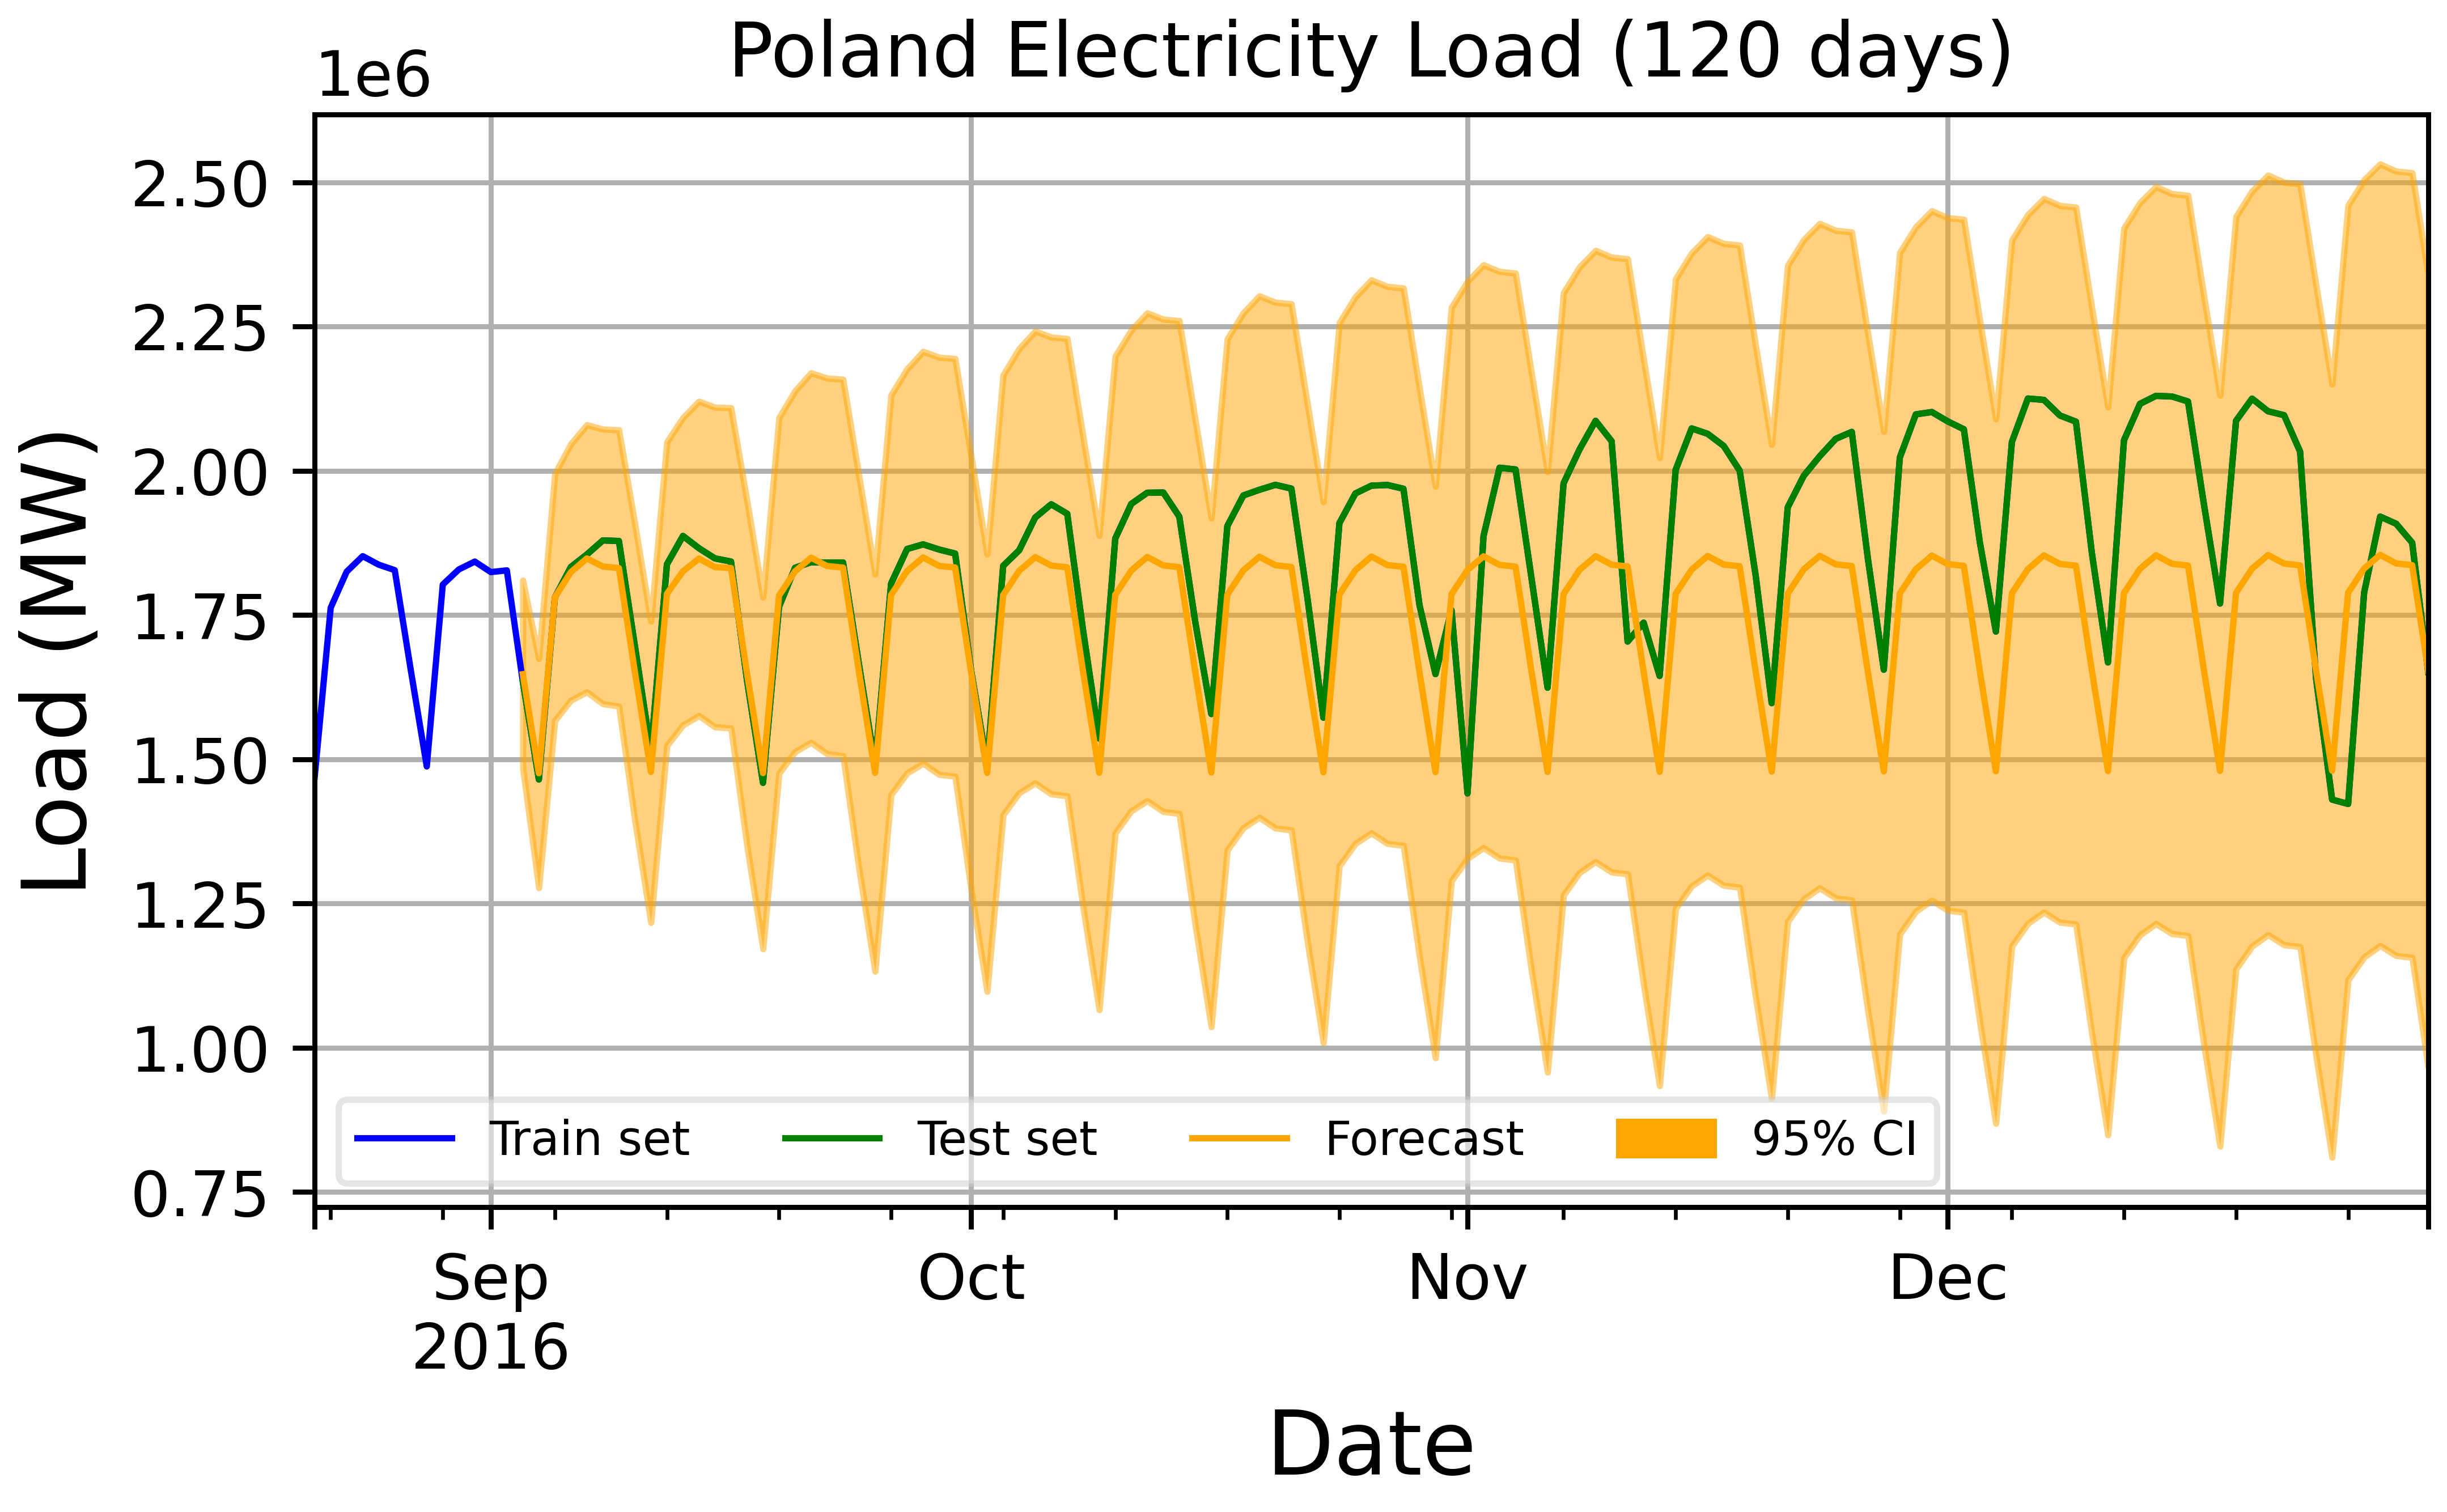 Poland Electricity Load (120 days)
1e6
2.50
2.25
2.00
1.75
1.50
1.25
1.00
0.75
Load (MW)
Train set
Test set
Forecast
95% CI
Sep
2016
Oct
Nov
Dec
Date